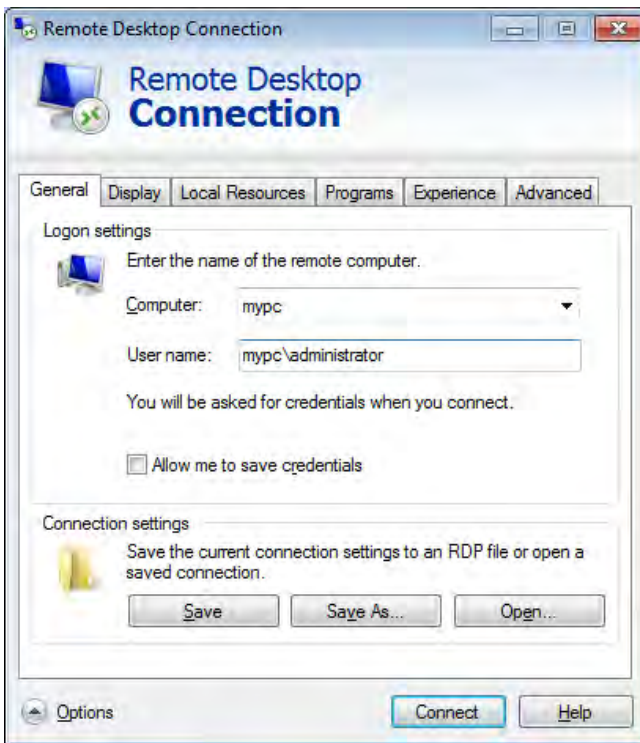 Remote Desktop Connection
Remote Desktop
Connection
General Display Local Resources Programs Experience Advanced
Logon settings
Enter the name of the remote computer.
Computer: mypc
User name: mypc\administrator
You will be asked for credentials when you connect.
Allow me to save credentials
Connection settings
Save the current connection settings to an RDP file or open a
saved connection.
Save Save As... Open...
Options Connect Help